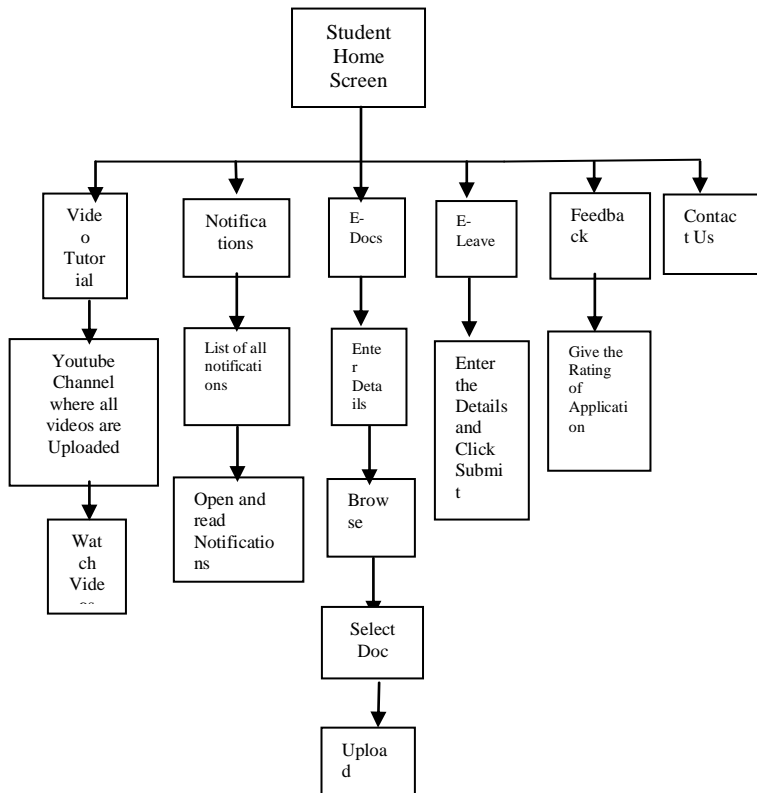 Student
Home
Screen
Vide
o
Tutor
ial
Notifica
tions
E-
Docs
E-
Leave
Feedba
ck
Contac
t Us
Youtube
Channel
where all
videos are
Uploaded
List of all
notificati
ons
Ente
r
Details
Enter
the
Details
and
Click
Submi
t
Give the
Rating
of
Applicati
on
Wat
ch
Vide
os
Open and
read
Notificatio
ns
Brow
se
Select
Doc
Uploa
d